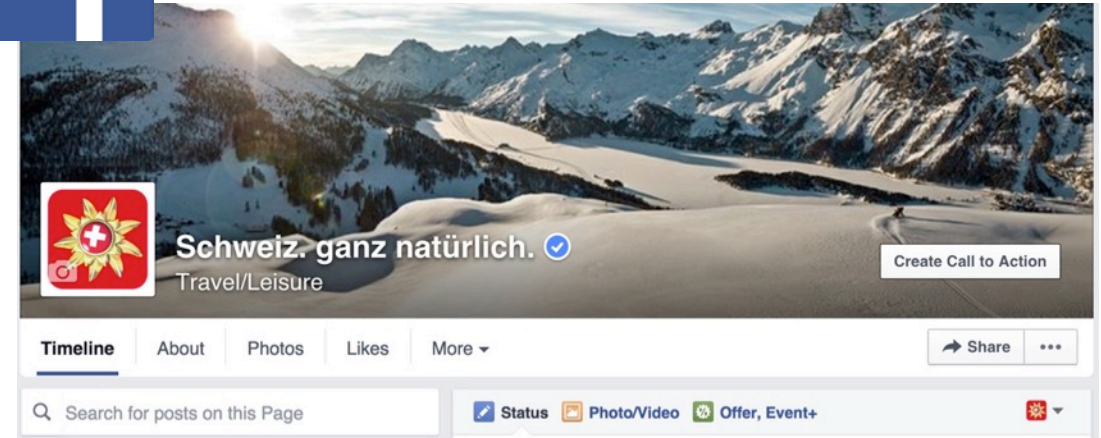 Schweiz. ganz natürlich.
Travel/Leisure
Create Call to Action
Timeline About Photos Likes More
Share
Search for posts on this Page
Status Photo/Video Offer, Event+